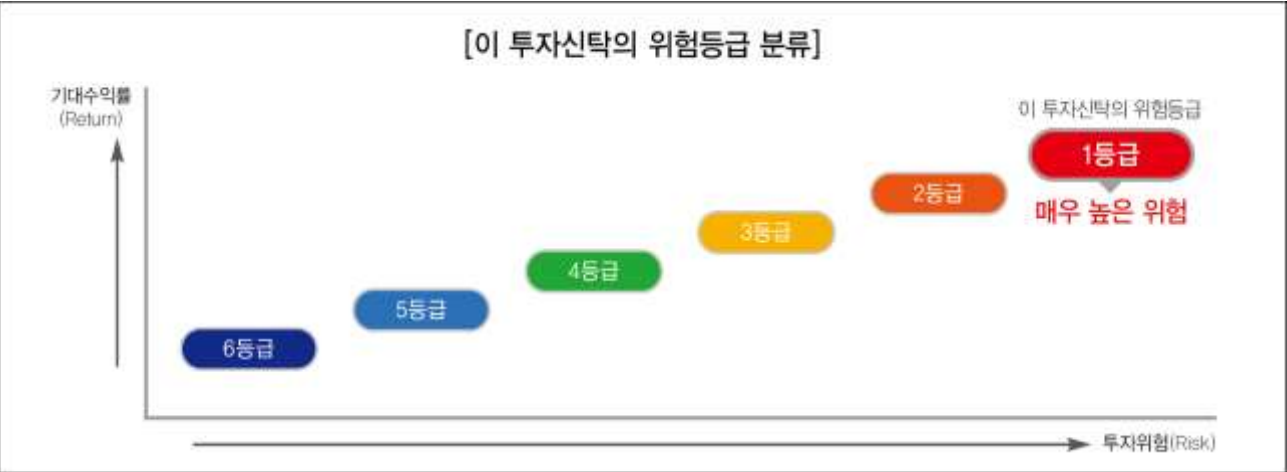 [이 투자신탁의 위험등급 분류]
기대수익률
(Return)
이 투자신탁의 위험등급
1등급
매우 높은 위험
2등급
3등급
4등급
5등급
6등급
투자위험(Risk)